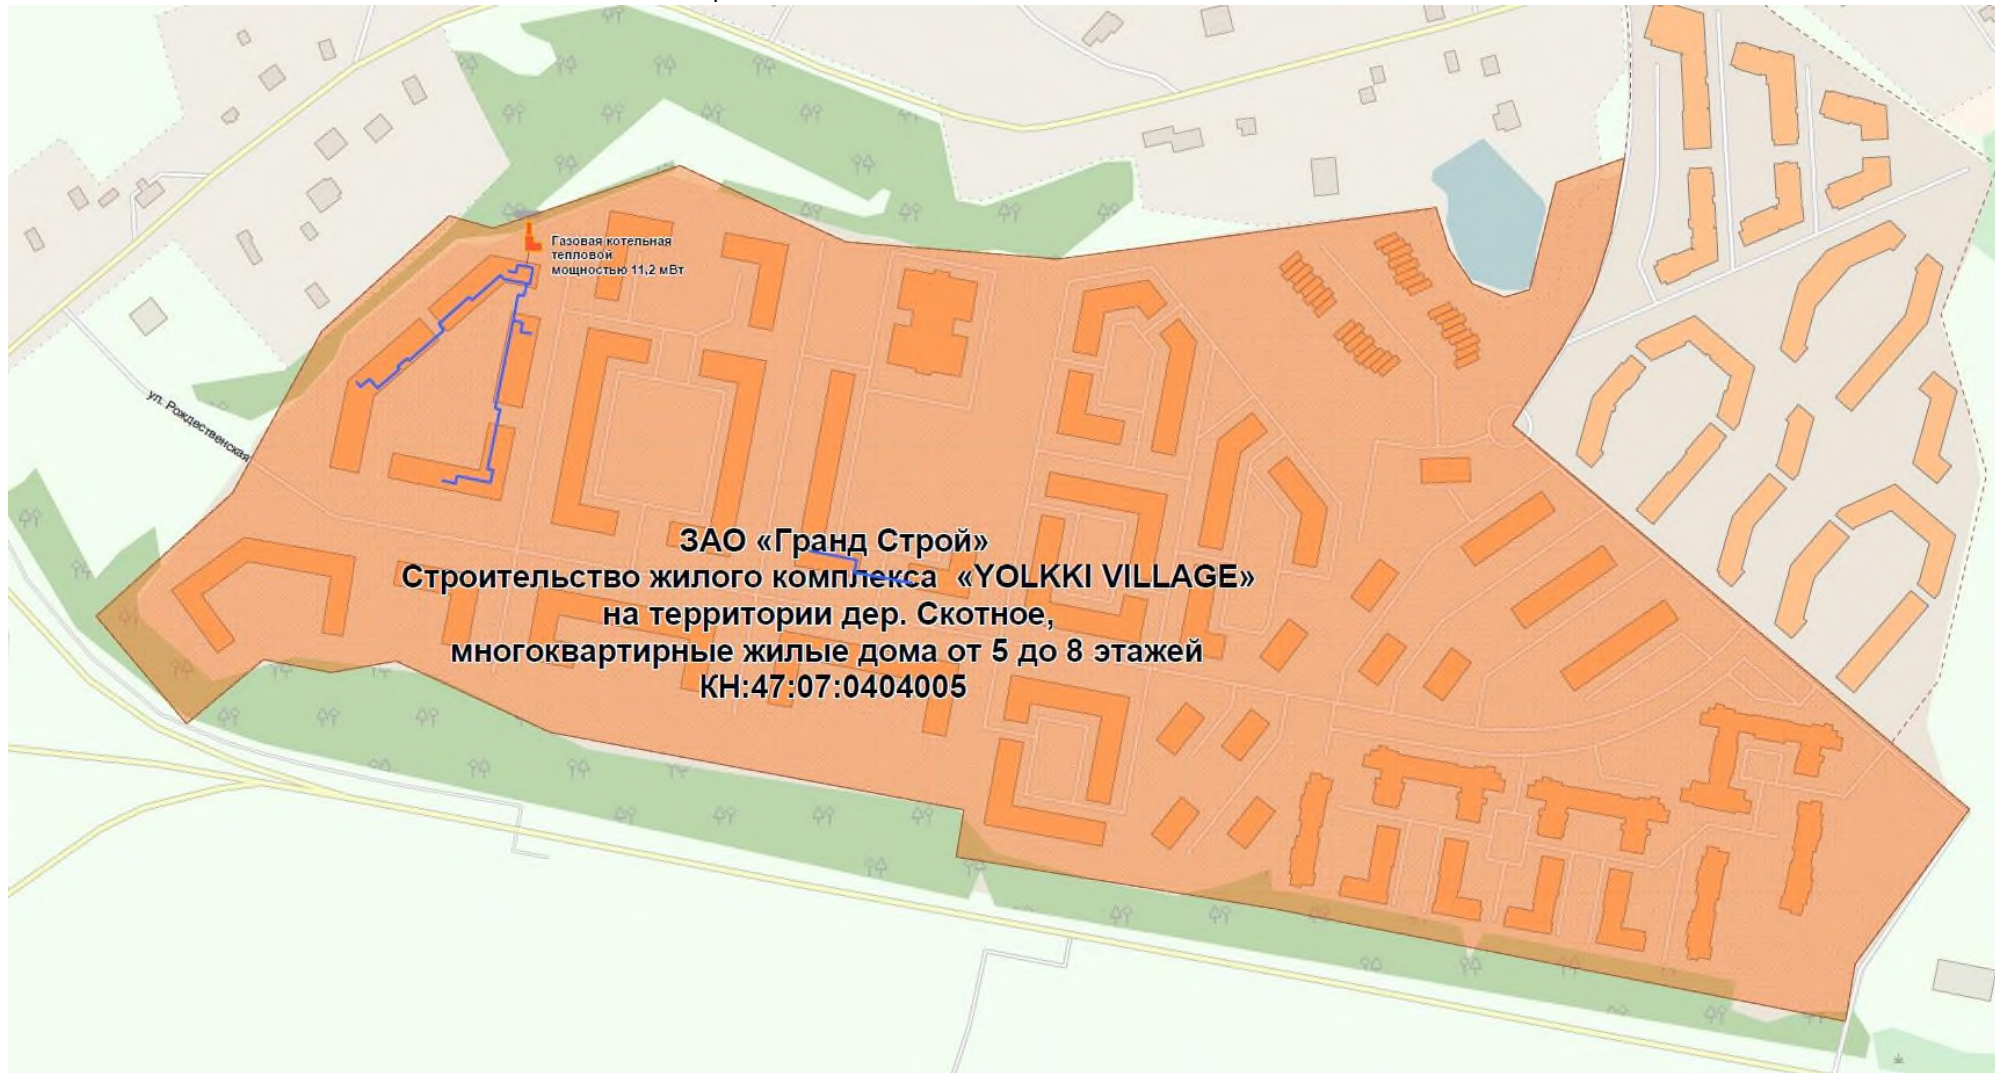 Газовая котельная
тепловой
мощностью 11,2 мВт
ул. Рождественская
ЗАО «Гранд Строй»
Строительство жилого комплекса «YOLKKI VILLAGE»
на территории дер. Скотное,
многоквартирные жилые дома от 5 до 8 этажей
КН:47:07:0404005